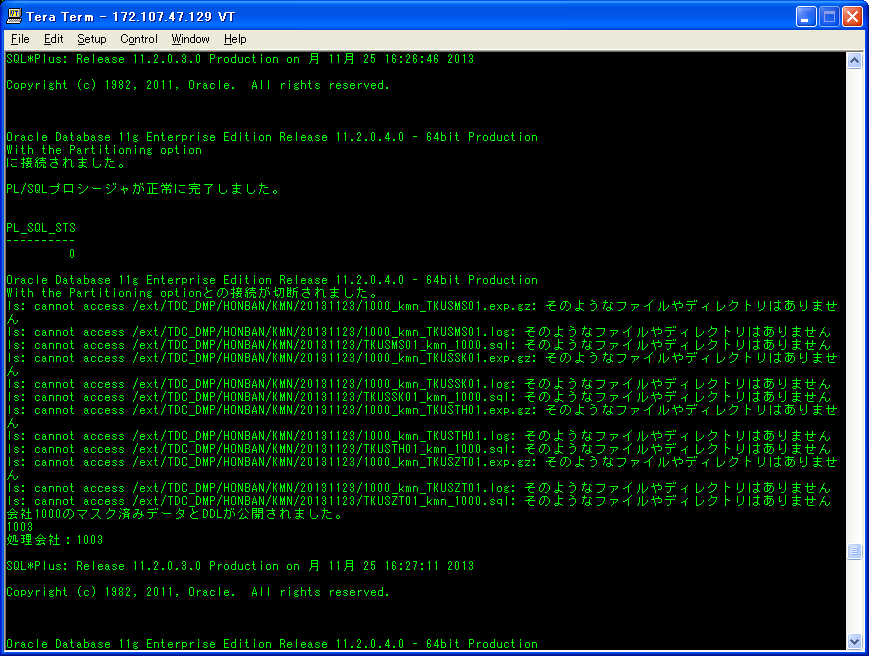 Tera Term - 172.107.47.129 VT
File Edit Setup Control Window Help
SQL*Plus: Release 11.2.0.3.0 Production on 月 11月 25 16:26:46 2013
Copyright (c) 1982, 2011, Oracle.  All rights reserved.
Oracle Database 11g Enterprise Edition Release 11.2.0.4.0 - 64bit Production
With the Partitioning option
に接続されました。
PL/SQLプロシージャが正常に完了しました。
PL_SQL_STS
----------
0
Oracle Database 11g Enterprise Edition Release 11.2.0.4.0 - 64bit Production
With the Partitioning optionとの接続が切断されました。
ls: cannot access /ext/TDC_DMP/HONBAN/KMN/20131123/1000_kmn_TKUSMS01.exp.gz: そのようなファイルやディレクトリはありませ
ん
ls: cannot access /ext/TDC_DMP/HONBAN/KMN/20131123/1000_kmn_TKUSMS01.log: そのようなファイルやディレクトリはありません
ls: cannot access /ext/TDC_DMP/HONBAN/KMN/20131123/TKUSMS01_kmn_1000.sql: そのようなファイルやディレクトリはありません
ls: cannot access /ext/TDC_DMP/HONBAN/KMN/20131123/1000_kmn_TKUSSK01.exp.gz: そのようなファイルやディレクトリはありませ
ん
ls: cannot access /ext/TDC_DMP/HONBAN/KMN/20131123/1000_kmn_TKUSSK01.log: そのようなファイルやディレクトリはありません
ls: cannot access /ext/TDC_DMP/HONBAN/KMN/20131123/TKUSSK01_kmn_1000.sql: そのようなファイルやディレクトリはありません
ls: cannot access /ext/TDC_DMP/HONBAN/KMN/20131123/1000_kmn_TKUSTH01.exp.gz: そのようなファイルやディレクトリはありませ
ん
ls: cannot access /ext/TDC_DMP/HONBAN/KMN/20131123/1000_kmn_TKUSTH01.log: そのようなファイルやディレクトリはありません
ls: cannot access /ext/TDC_DMP/HONBAN/KMN/20131123/TKUSTH01_kmn_1000.sql: そのようなファイルやディレクトリはありません
ls: cannot access /ext/TDC_DMP/HONBAN/KMN/20131123/1000_kmn_TKUSZT01.exp.gz: そのようなファイルやディレクトリはありませ
ん
ls: cannot access /ext/TDC_DMP/HONBAN/KMN/20131123/1000_kmn_TKUSZT01.log: そのようなファイルやディレクトリはありません
ls: cannot access /ext/TDC_DMP/HONBAN/KMN/20131123/TKUSZT01_kmn_1000.sql: そのようなファイルやディレクトリはありません
会社1000のマスク済みデータとDDLが公開されました。
1003
処理会社：1003
SQL*Plus: Release 11.2.0.3.0 Production on 月 11月 25 16:27:11 2013
Copyright (c) 1982, 2011, Oracle.  All rights reserved.
Oracle Database 11g Enterprise Edition Release 11.2.0.4.0 - 64bit Production